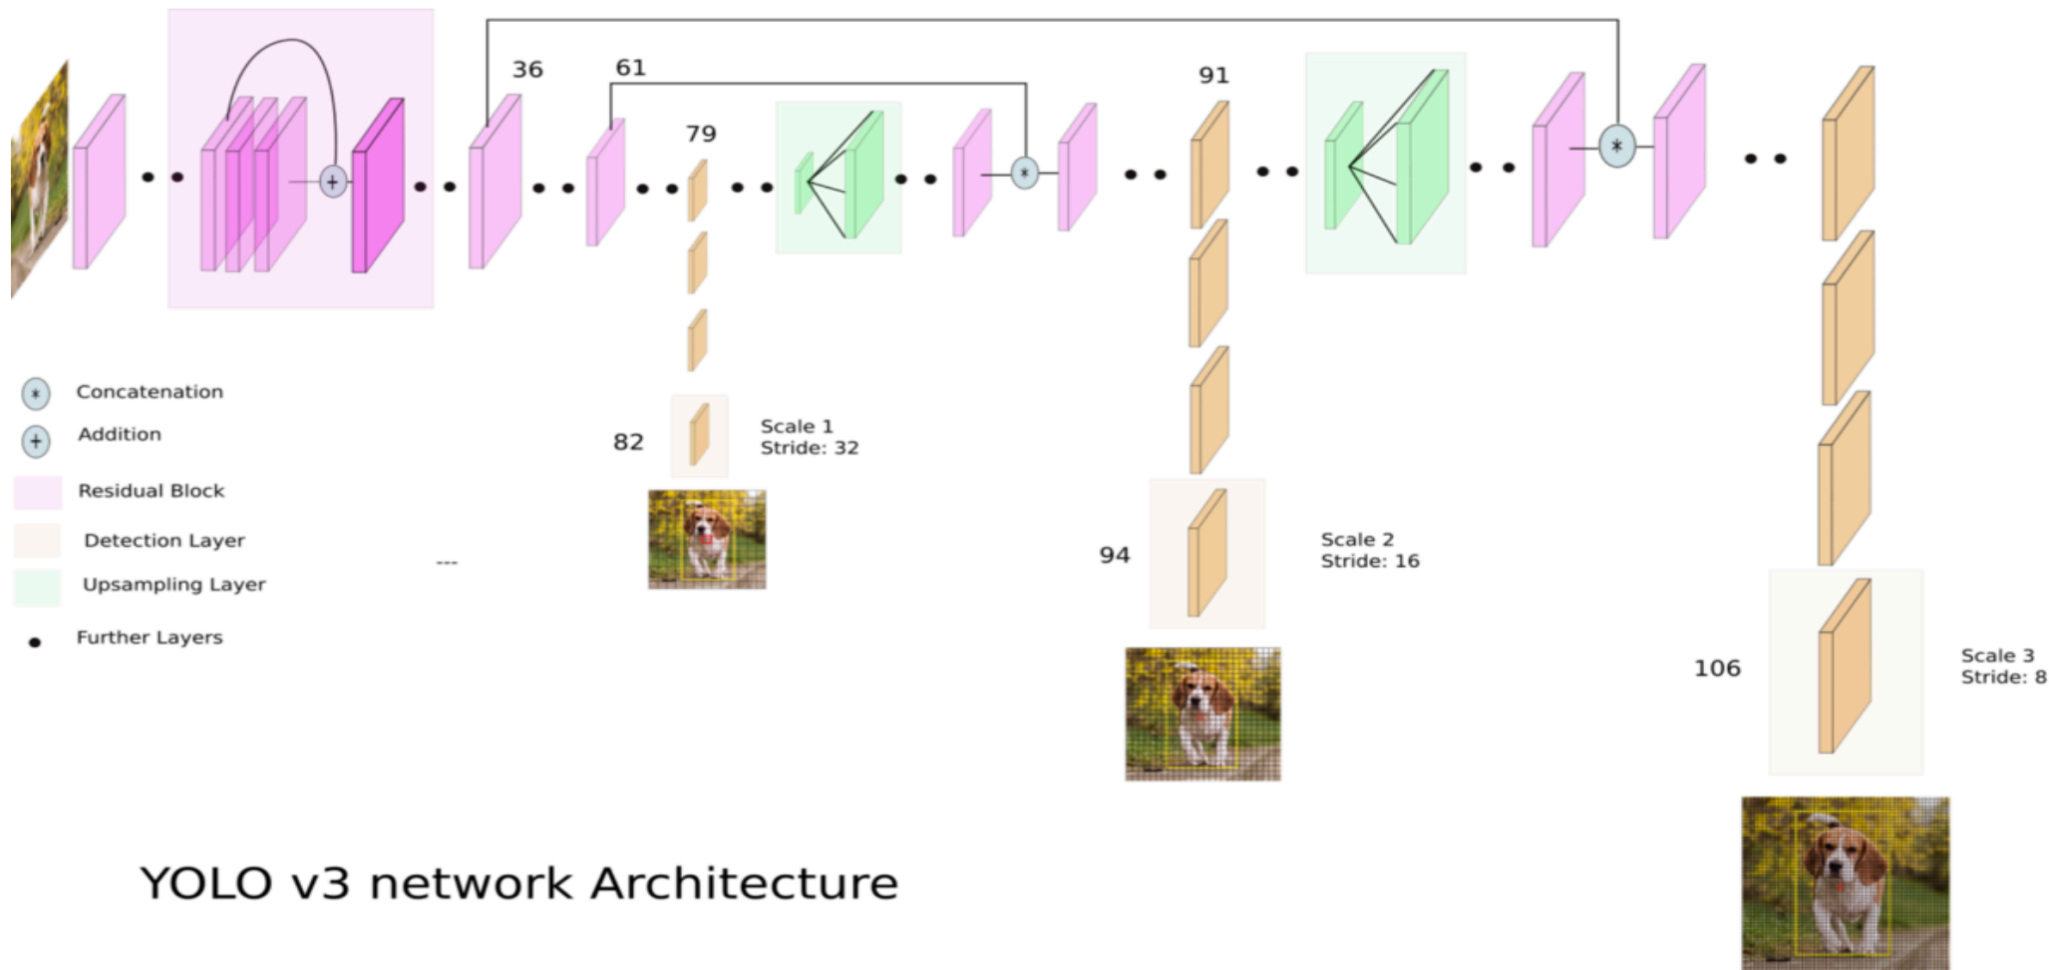 36
61
91
79
*
+
*
*
* Concatenation
+ Addition
Residual Block
Detection Layer
Upsampling Layer
Further Layers
---
82
Scale 1
Stride: 32
94
Scale 2
Stride: 16
106
Scale 3
Stride: 8
YOLO v3 network Architecture